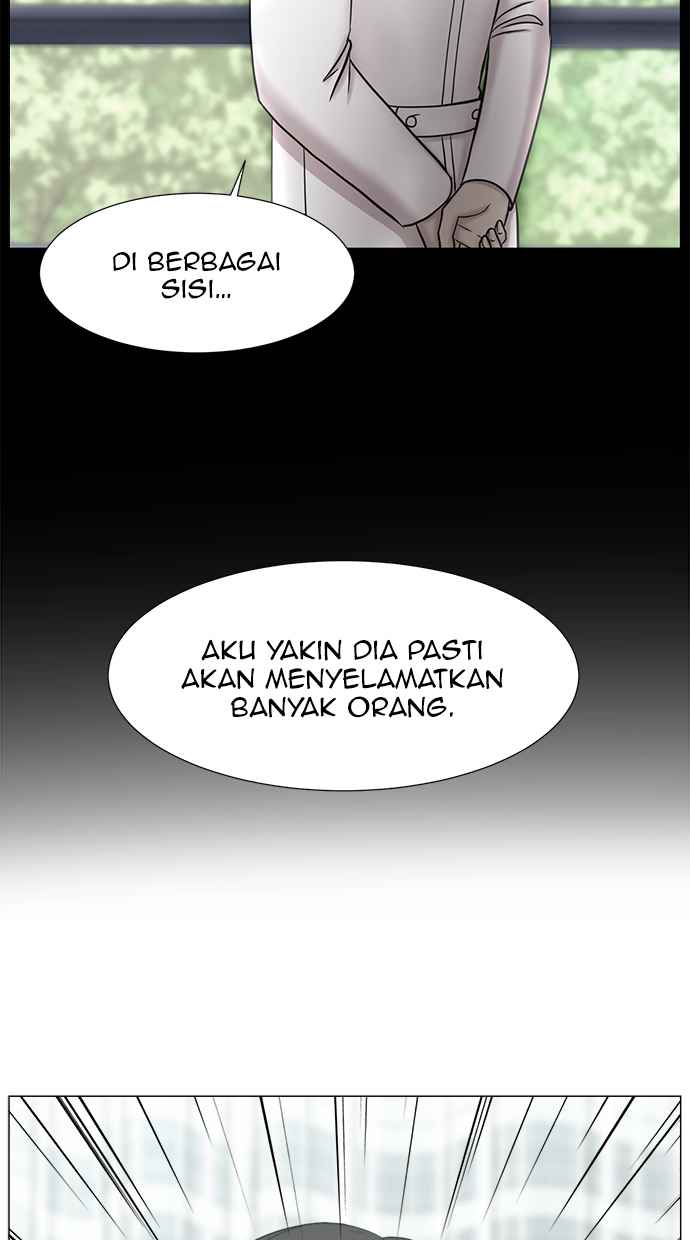 DI BERBAGAI
SISI...
AKU YAKIN DIA PASTI
AKAN MENYELAMATKAN
BANYAK ORANG.